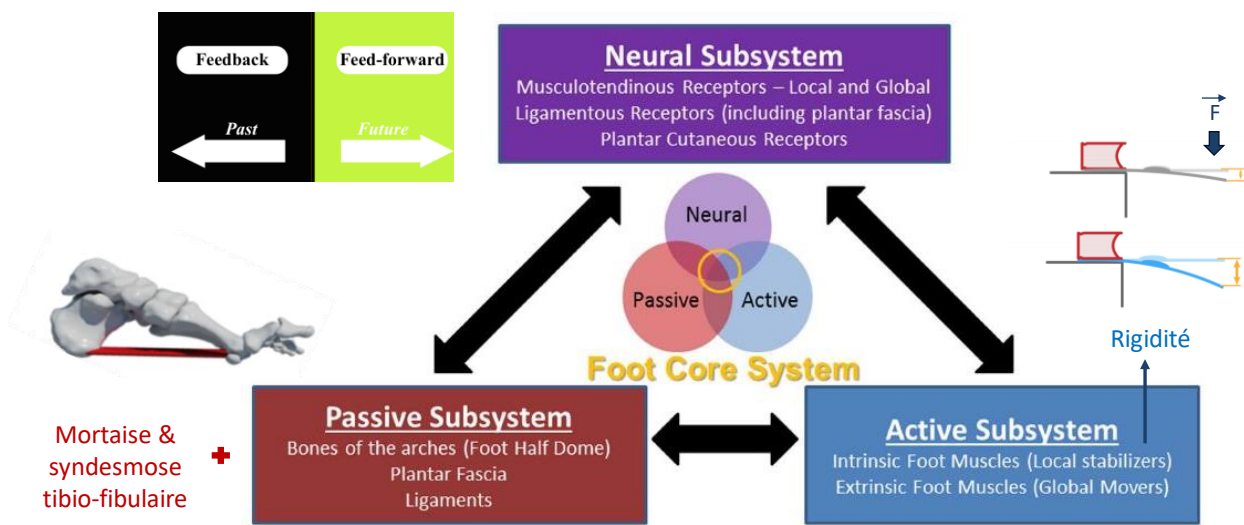 Feedback
Feed-forward
Past
Future
Neural Subsystem
Musculotendinous Receptors – Local and Global
Ligamentous Receptors (including plantar fascia)
Plantar Cutaneous Receptors
F
Neural
Passive
Active
Foot Core System
Rigidité
Mortaise &
syndesmose
tibio-fibulaire
+
Passive Subsystem
Bones of the arches (Foot Half Dome)
Plantar Fascia
Ligaments
Active Subsystem
Intrinsic Foot Muscles (Local stabilizers)
Extrinsic Foot Muscles (Global Movers)